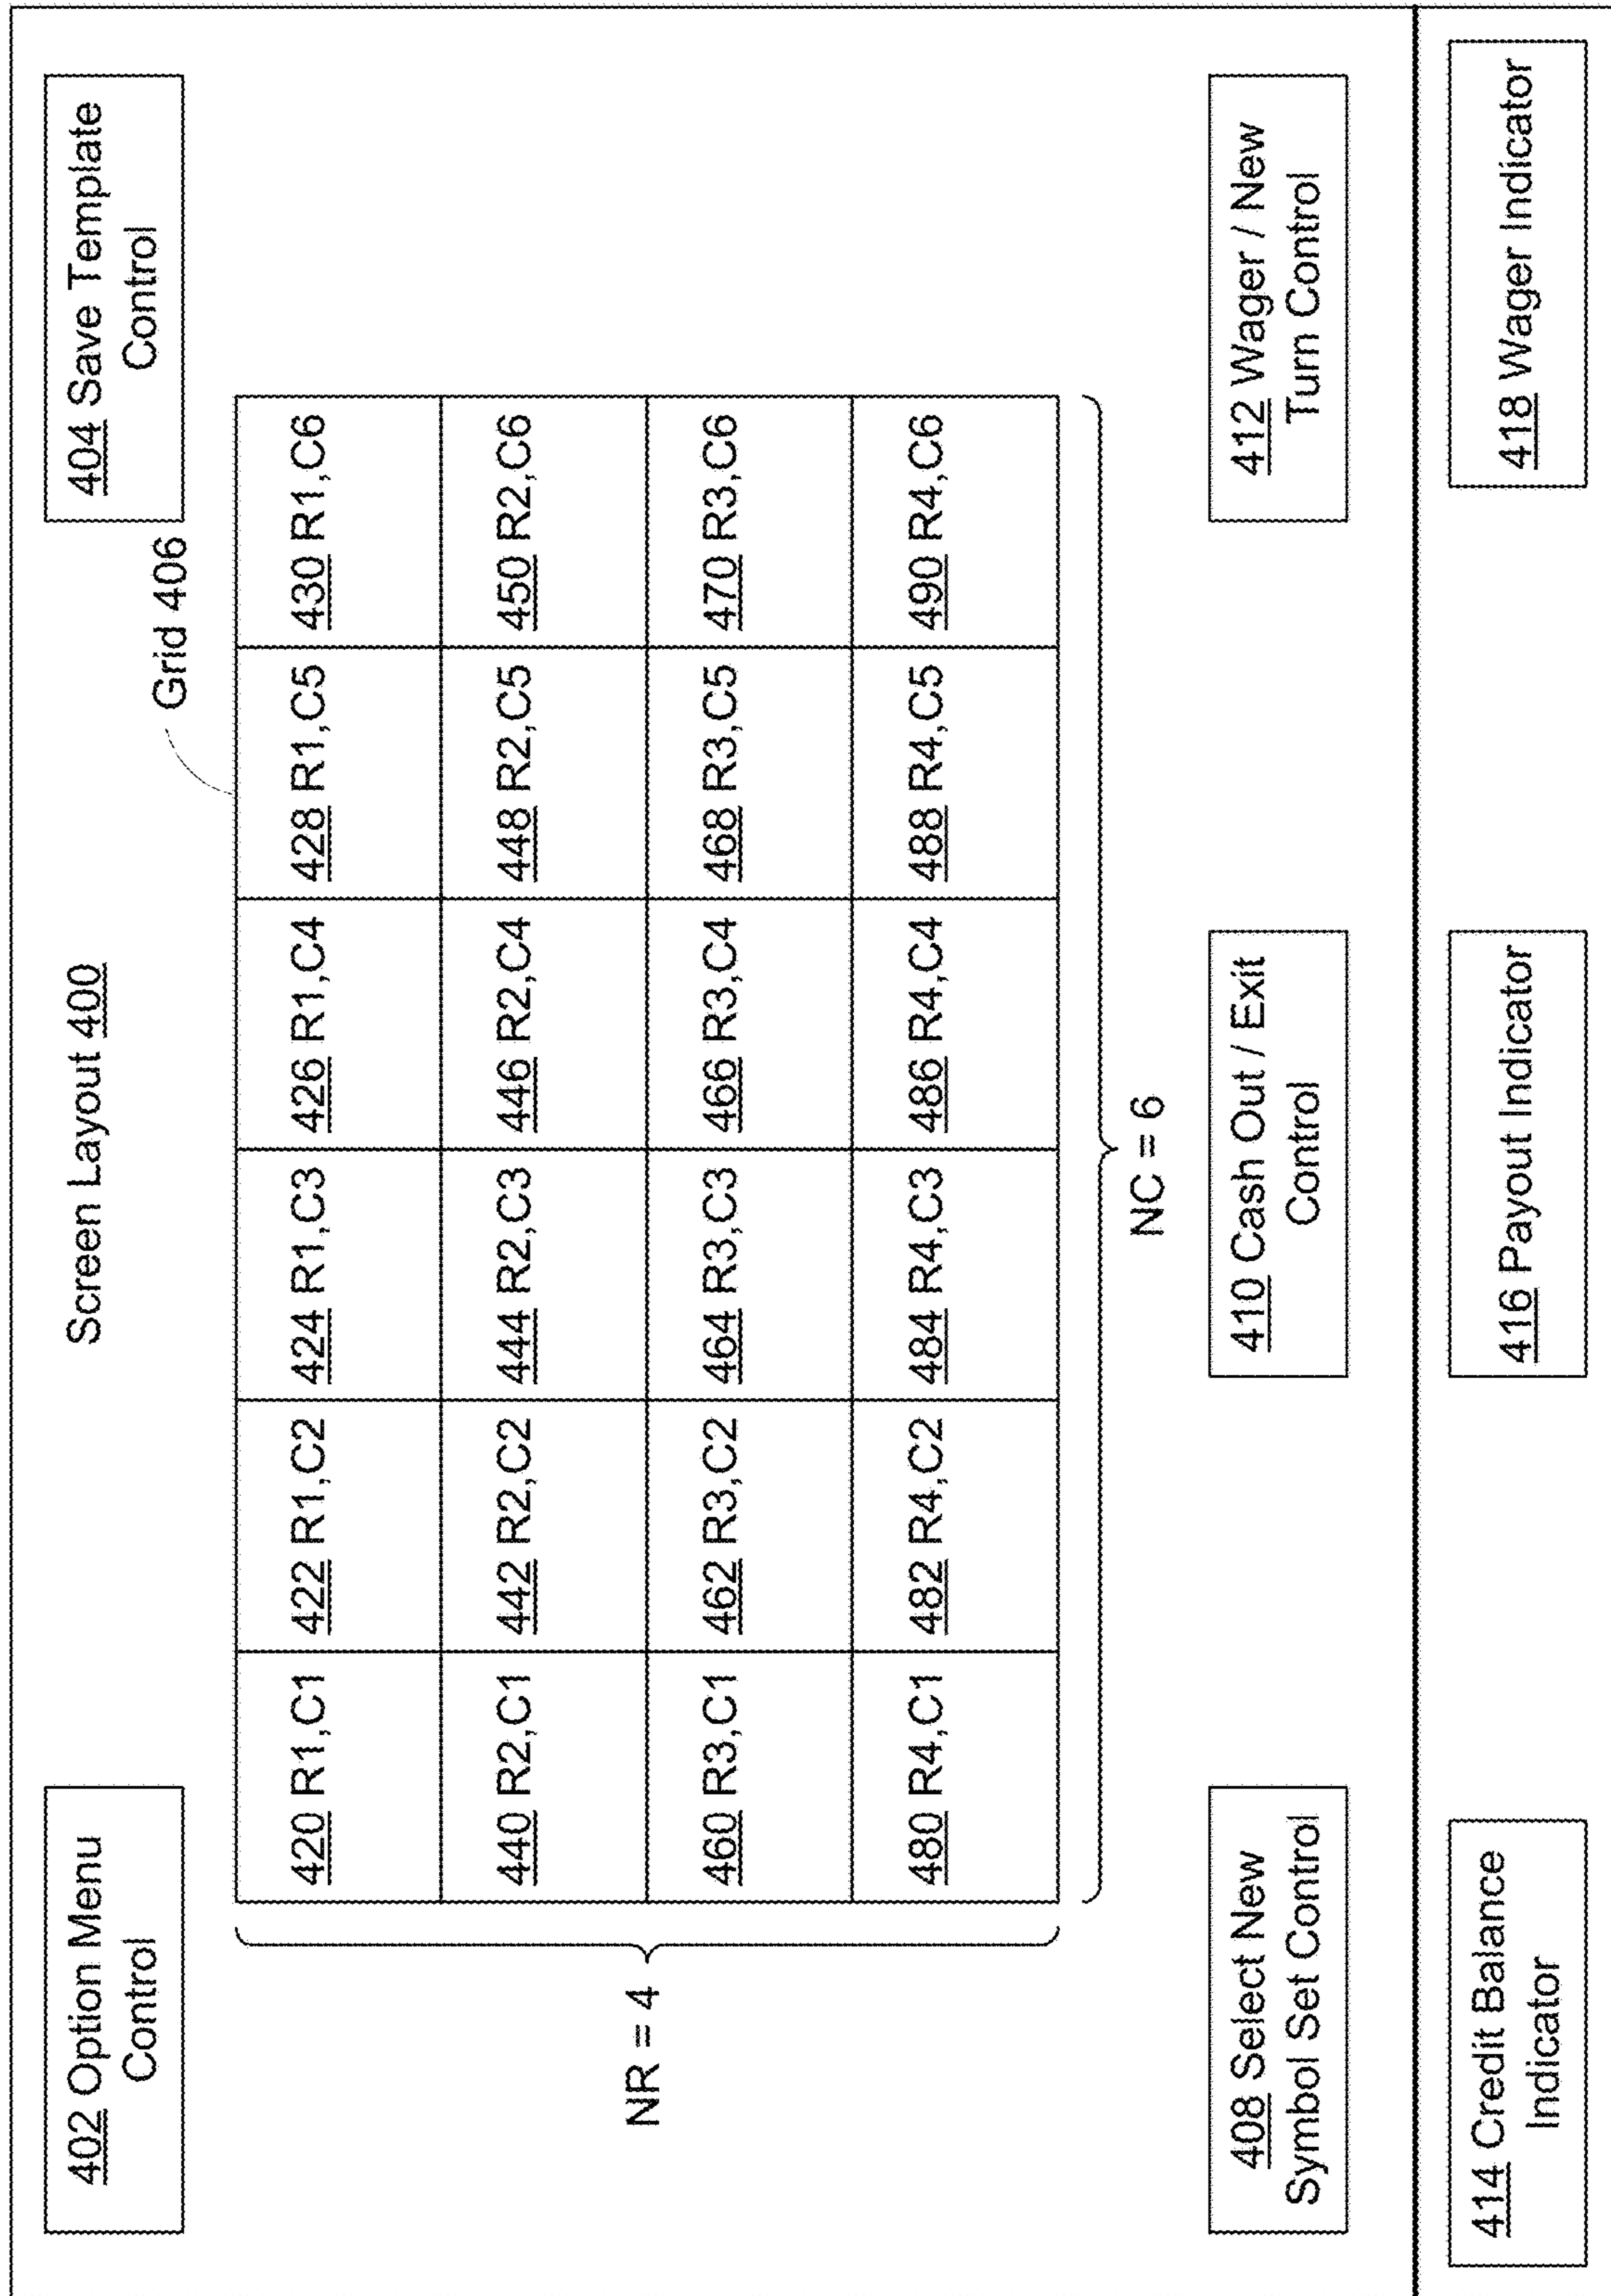 Screen Layout 400
402 Option Menu
Control
404 Save Template
Control
Grid 406
420 R1,C1
422 R1,C2
424 R1,C3
426 R1,C4
428 R1,C5
430 R1,C6
440 R2,C1
442 R2,C2
444 R2,C3
446 R2,C4
448 R2,C5
450 R2,C6
NR = 4
460 R3,C1
462 R3,C2
464 R3,C3
466 R3,C4
468 R3,C5
470 R3,C6
480 R4,C1
482 R4,C2
484 R4,C3
486 R4,C4
488 R4,C5
490 R4,C6
NC = 6
408 Select New
Symbol Set Control
410 Cash Out / Exit
Control
412 Wager / New
Turn Control
414 Credit Balance
Indicator
416 Payout Indicator
418 Wager Indicator